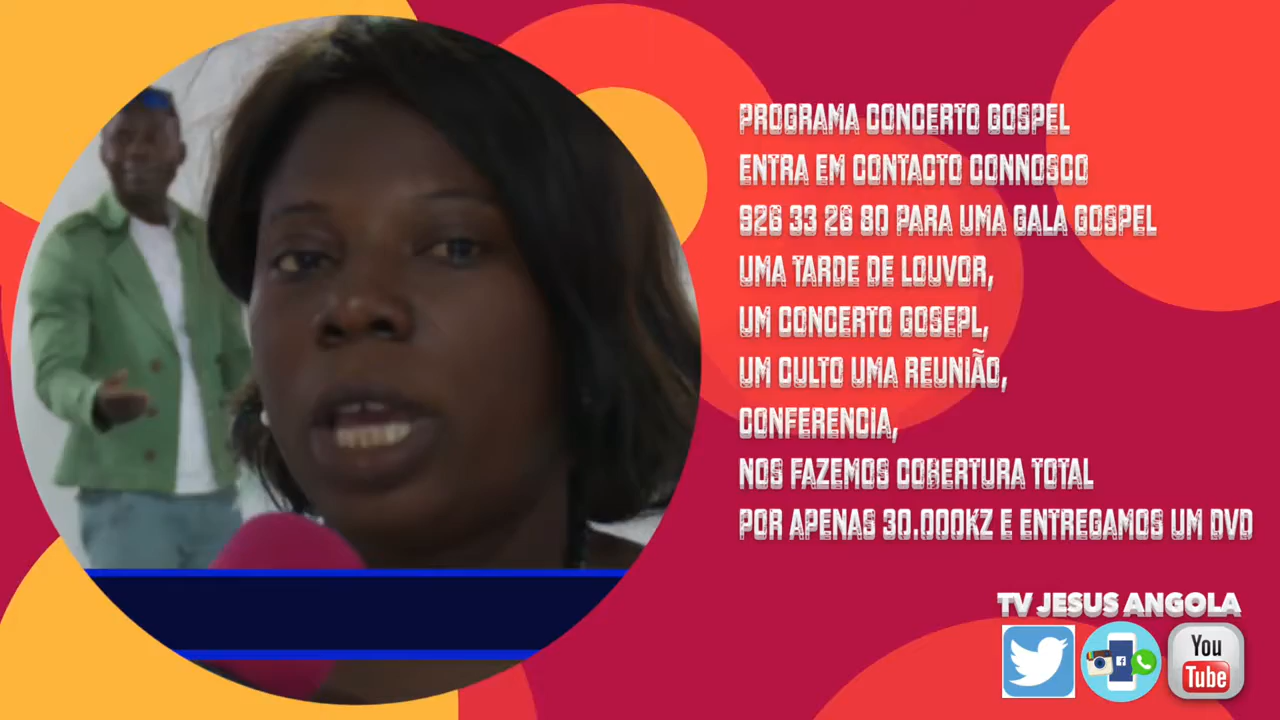 PROGRAMA CONCERTO GOSPEL
ENTRA EM CONTACTO CONNOSCO
926 33 26 80 PARA UMA GALA GOSPEL
UMA TARDE DE LOUVOR,
UM CONCERTO GOSEPL,
UM CULTO UMA REUNIÃO,
CONFERENCIA,
NOS FAZEMOS COBERTURA TOTAL
POR APENAS 30.000KZ E ENTREGAMOS UM DVD
TV JESUS ANGOLA
You
Tube